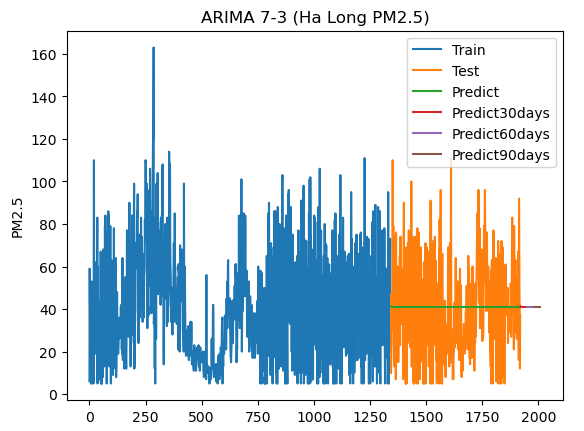 ARIMA 7-3 (Ha Long PM2.5)
PM2.5
160
140
120
100
80
60
40
20
0
Train
Test
Predict
Predict30days
Predict60days
Predict90days
0 250 500 750 1000 1250 1500 1750 2000